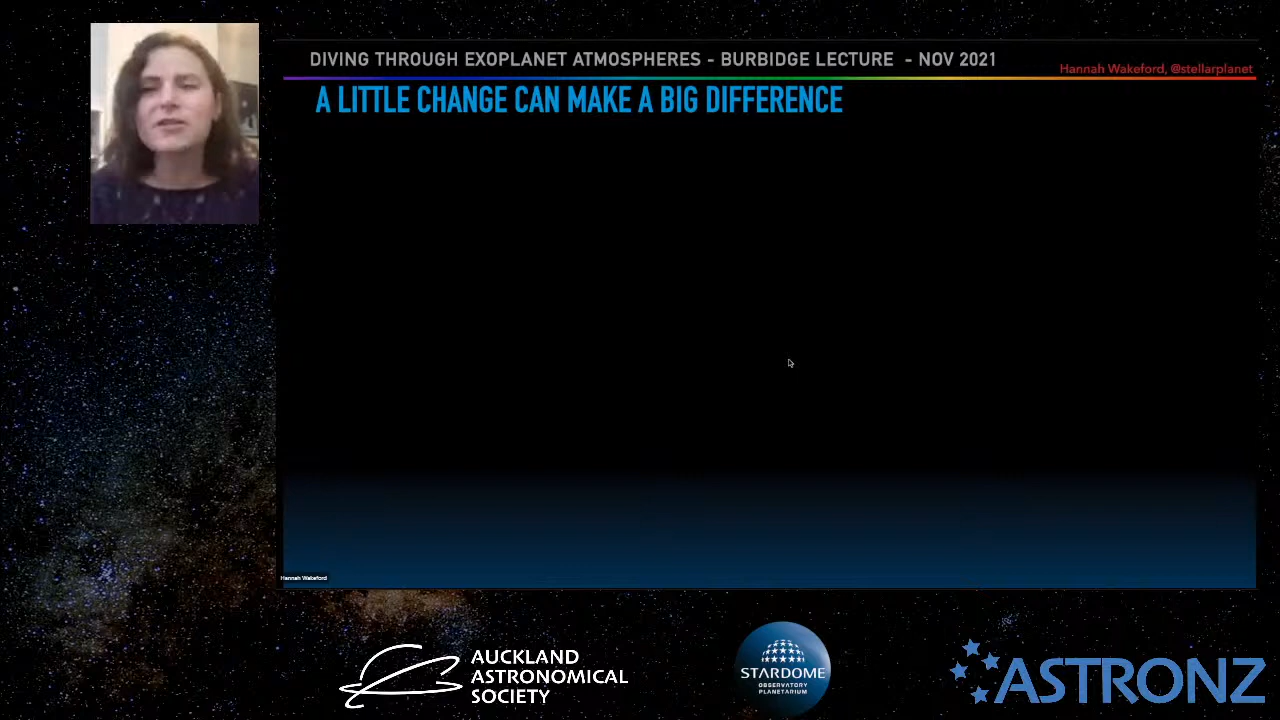 DIVING THROUGH EXOPLANET ATMOSPHERES - BURBIDGE LECTURE - NOV 2021
Hannah Wakeford, @stellarplanet
A LITTLE CHANGE CAN MAKE A BIG DIFFERENCE
Hannah Wakeford
AUCKLAND
ASTRONOMICAL
SOCIETY
STARDOME
OBSERVATORY
PLANETARIUM
ASTRONZ